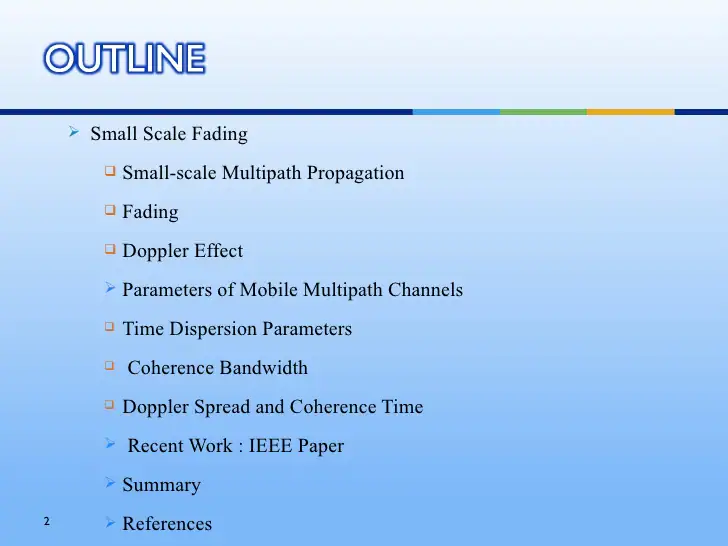 OUTLINE
Small Scale Fading
Small-scale Multipath Propagation
Fading
Doppler Effect
Parameters of Mobile Multipath Channels
Time Dispersion Parameters
Coherence Bandwidth
Doppler Spread and Coherence Time
Recent Work : IEEE Paper
Summary
References
2